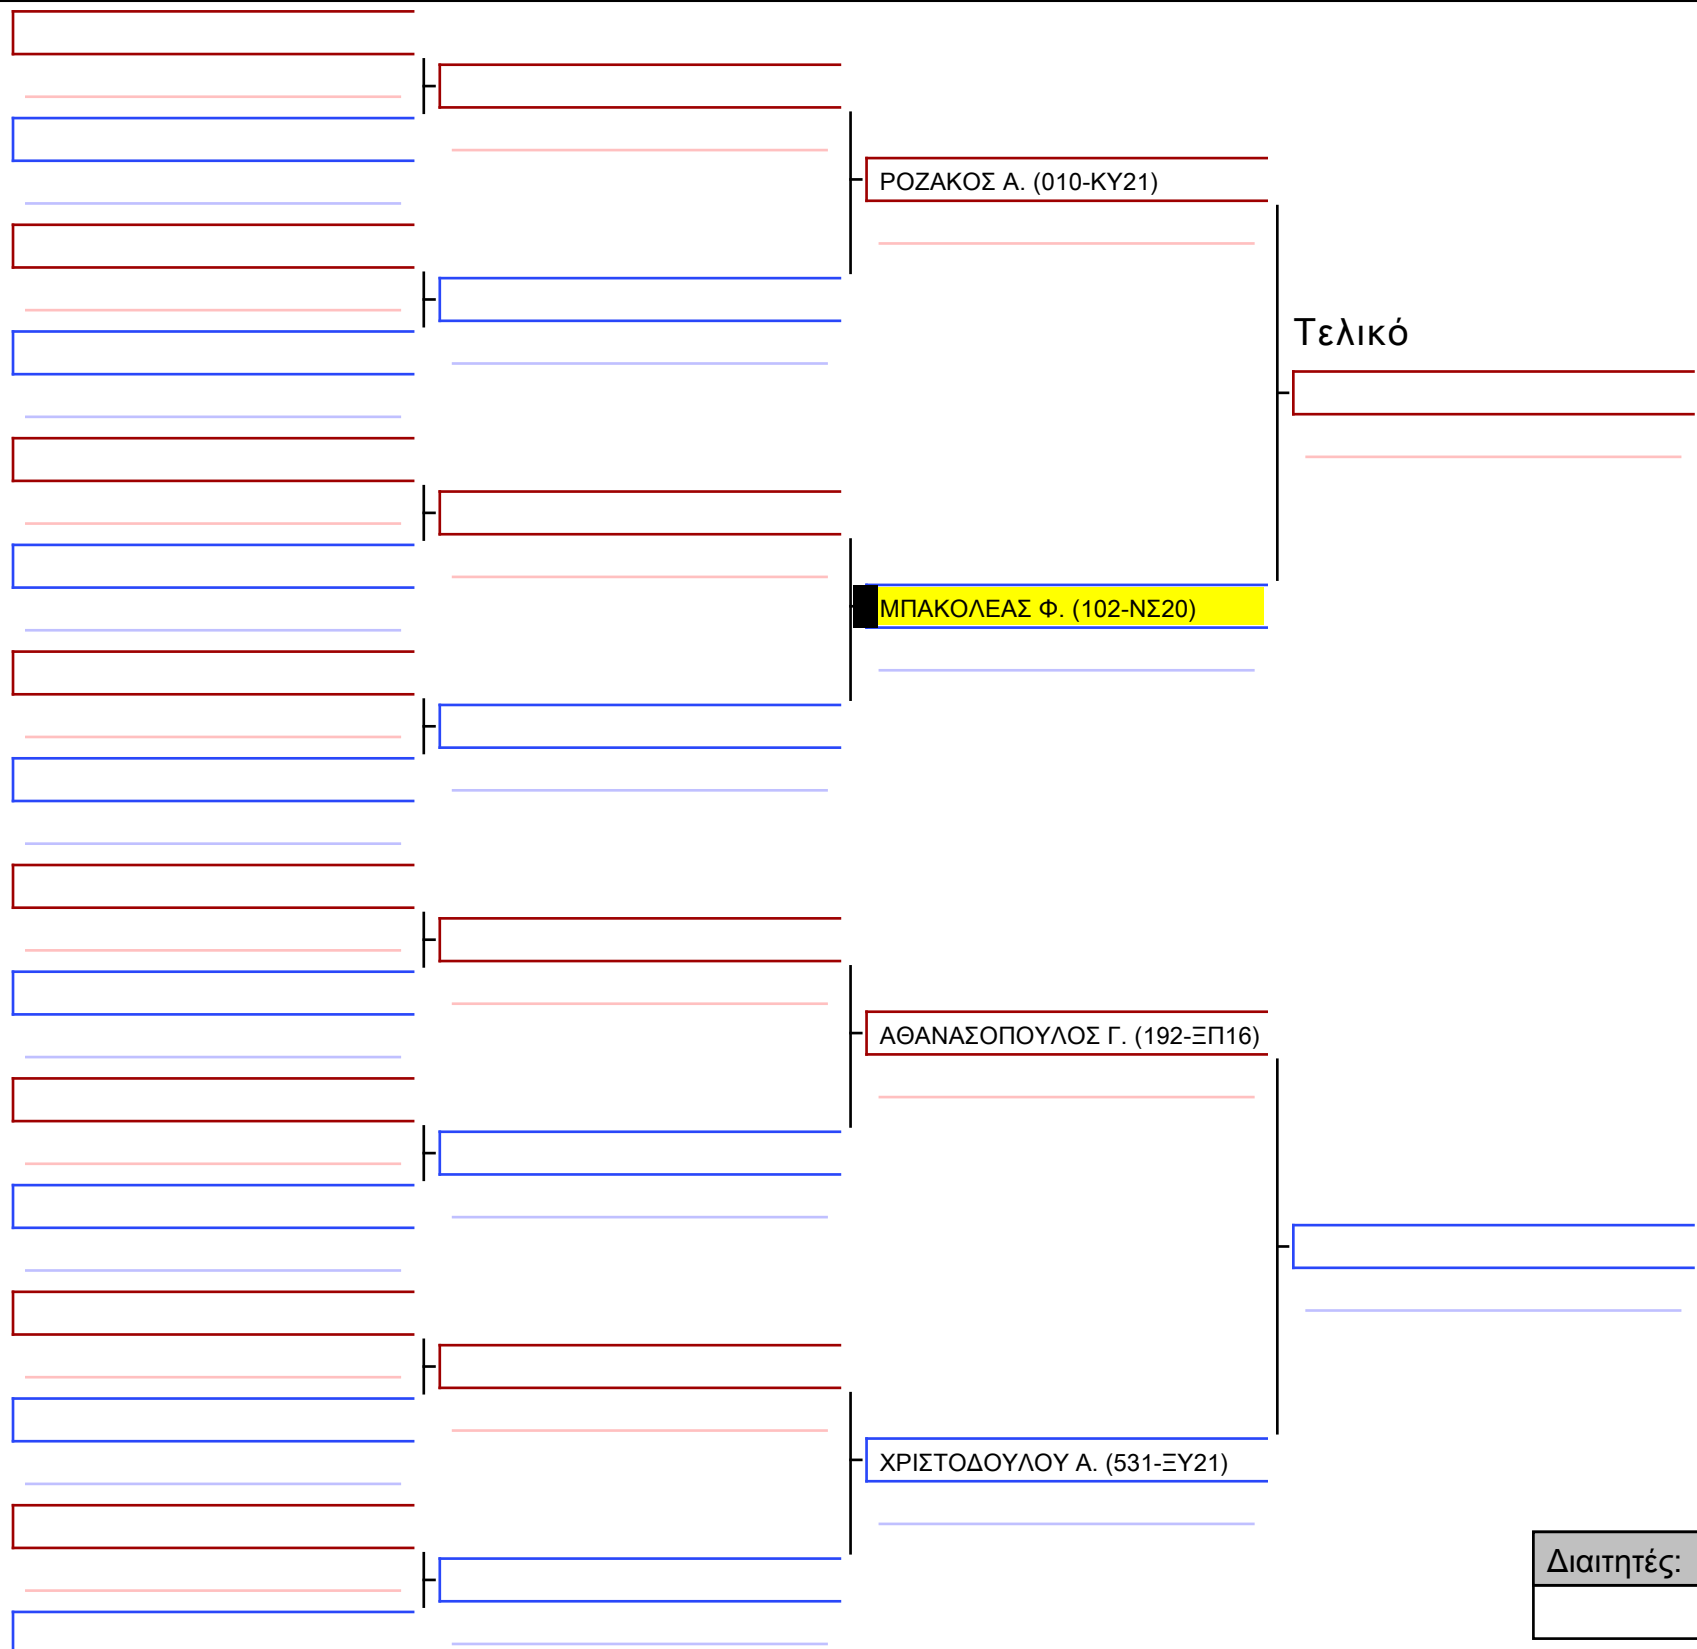 ΡΟΖΑΚΟΣ Α. (010-ΚΥ21)
Τελικό
ΜΠΑΚΟΛΕΑΣ Φ. (102-ΝΣ20)
ΑΘΑΝΑΣΟΠΟΥΛΟΣ Γ. (192-ΞΠ16)
ΧΡΙΣΤΟΔΟΥΛΟΥ Α. (531-ΞΥ21)
Διαιτητές: